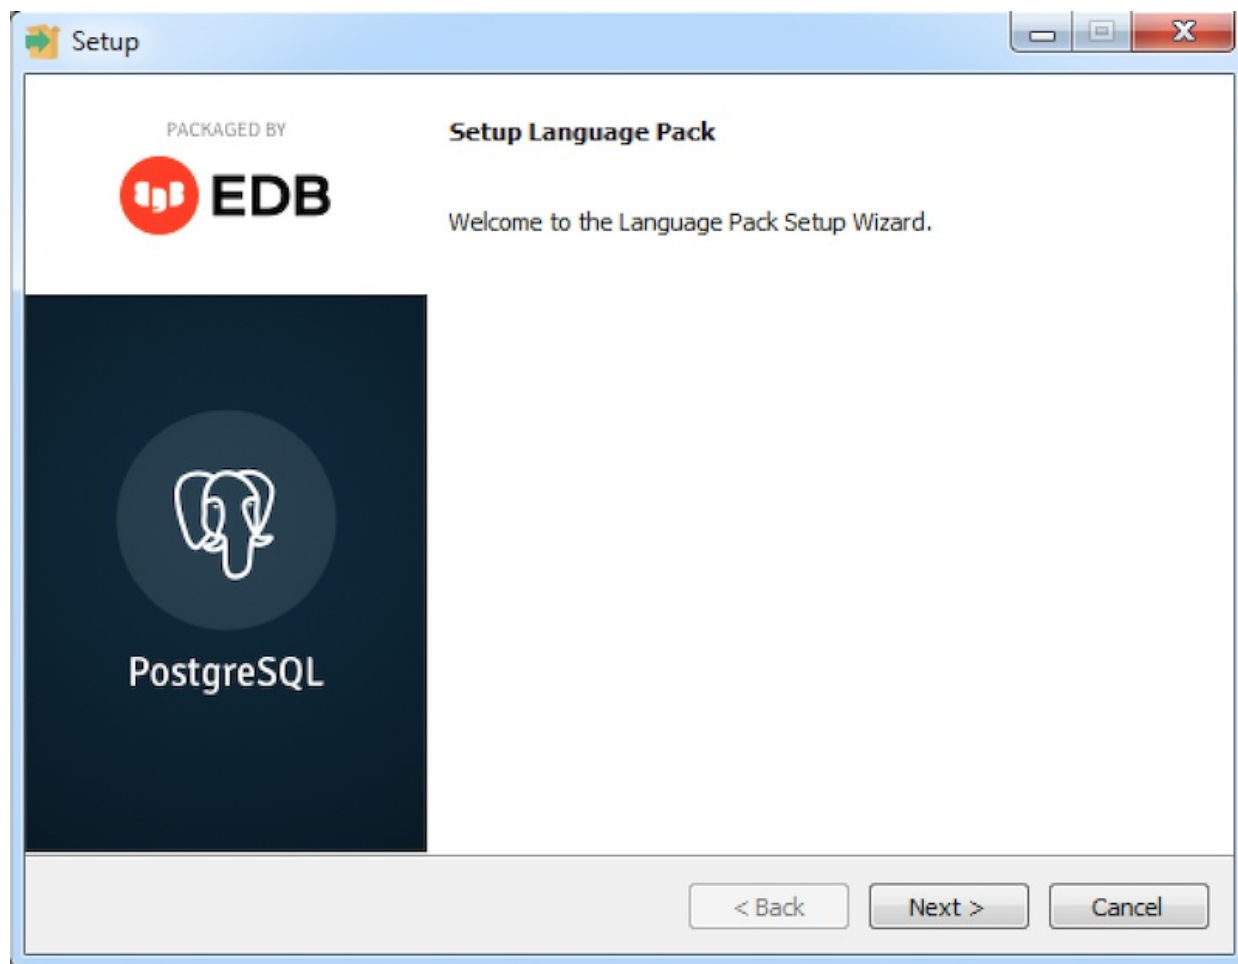 Setup
PACKAGED BY
EDB
Setup Language Pack
Welcome to the Language Pack Setup Wizard.
PostgreSQL
< Back
Next >
Cancel